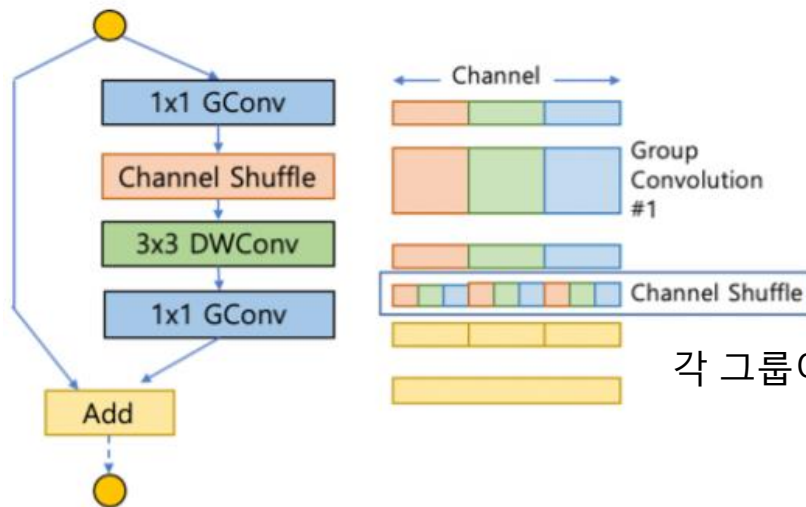 1x1 GConv
Channel Shuffle
3x3 DWConv
1x1 GConv
Add
Channel
Group
Convolution
#1
Channel Shuffle
각 그룹